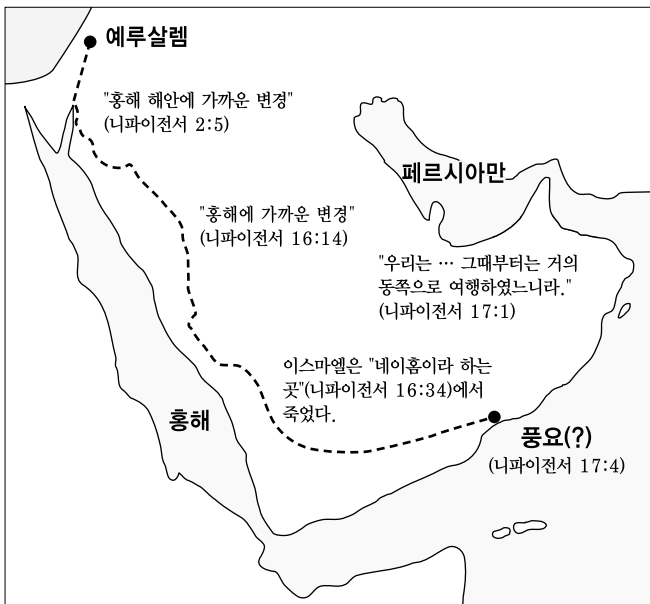 예루살렘
"홍해 해안에 가까운 변경"
(니파이전서 2:5)
페르시아만
"홍해에 가까운 변경"
(니파이전서 16:14)
"우리는 … 그때부터는 거의
동쪽으로 여행하였느니라."
(니파이전서 17:1)
이스마엘은 "네이홈이라 하는
곳"(니파이전서 16:34)에서
죽었다.
홍해
풍요(?)
(니파이전서 17:4)